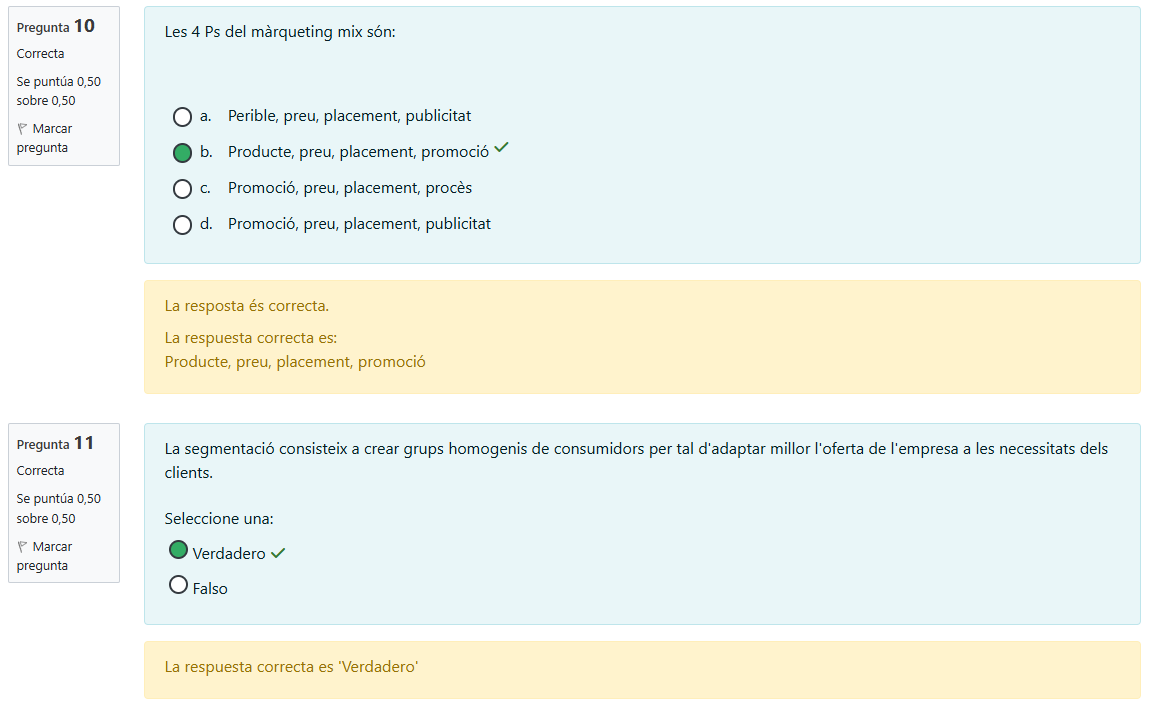 Pregunta 10
Correcta
Se puntúa 0,50
sobre 0,50
Marcar
pregunta
Les 4 Ps del màrqueting mix són:
a. Perible, preu, placement, publicitat
b. Producte, preu, placement, promoció
c. Promoció, preu, placement, procès
d. Promoció, preu, placement, publicitat
La resposta és correcta.
La respuesta correcta es:
Producte, preu, placement, promoció
Pregunta 11
Correcta
Se puntúa 0,50
sobre 0,50
Marcar
pregunta
La segmentació consisteix a crear grups homogenis de consumidors per tal d'adaptar millor l'oferta de l'empresa a les necessitats dels
clients.
Seleccione una:
Verdadero
Falso
La respuesta correcta es 'Verdadero'